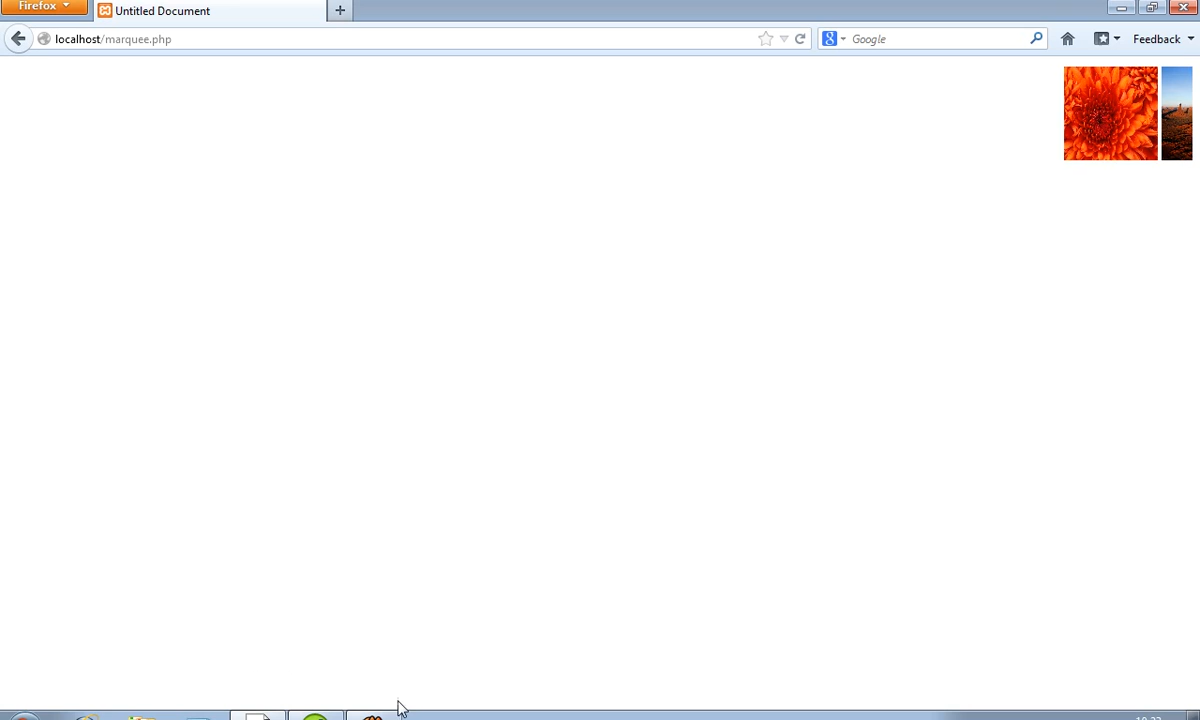 Firefox
Untitled Document
localhost/marquee.php
Google
Feedback